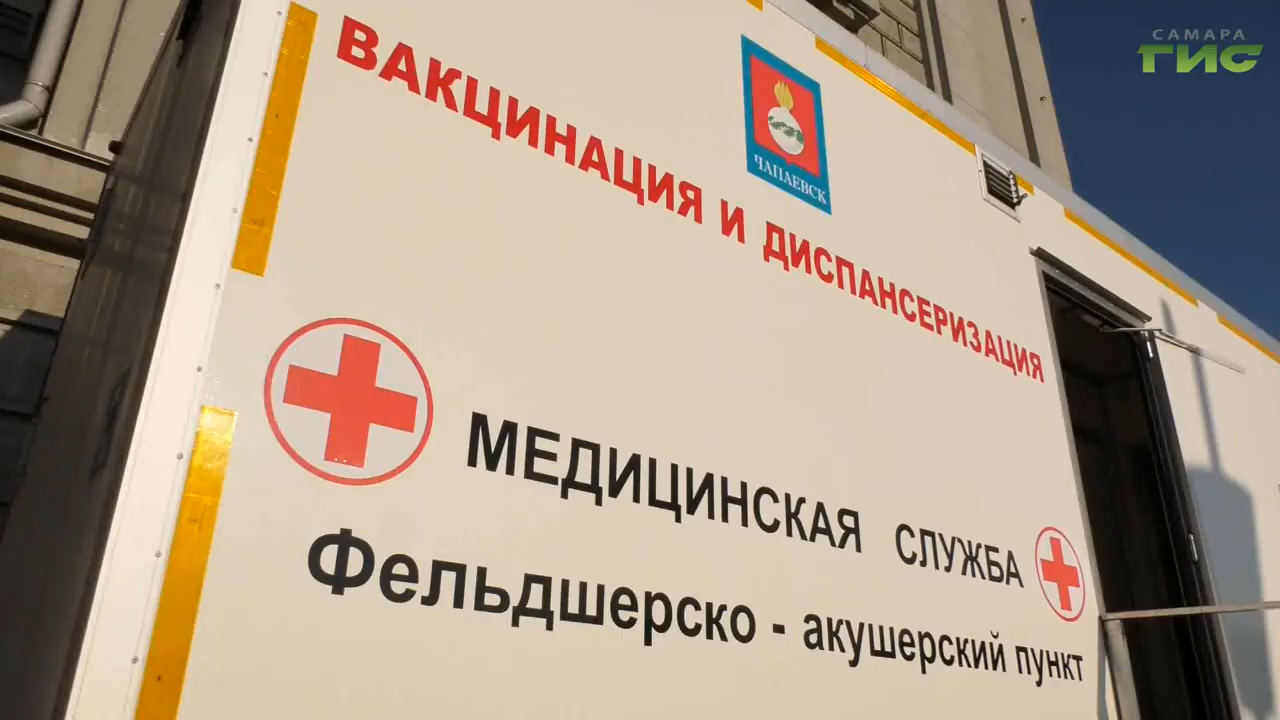 САМАРА
ГИС
ВАКЦИНАЦИЯ И ДИСПАНСЕРИЗАЦИЯ
ЧАПАЕВСК
МЕДИЦИНСКАЯ СЛУЖБА
Фельдшерско - акушерский пункт